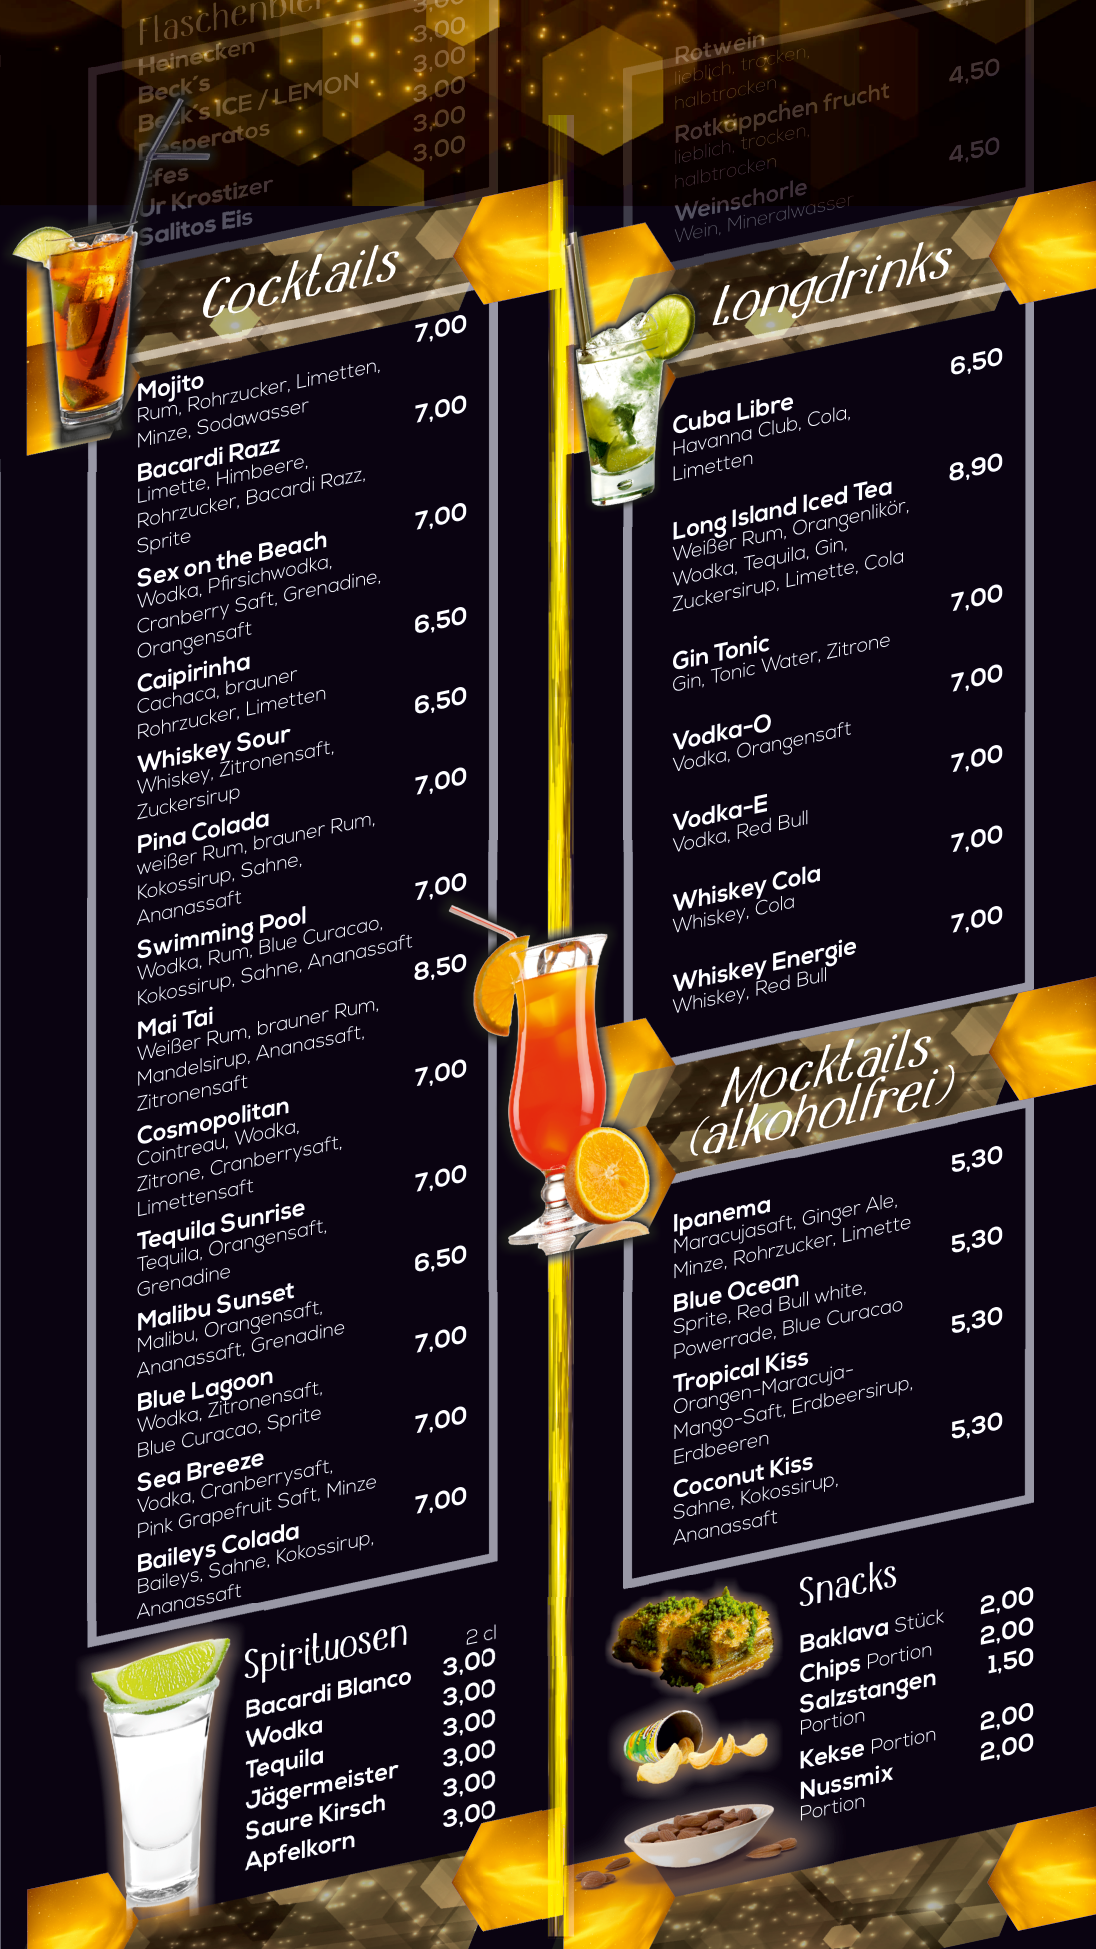 Flaschenbier
3,00
Heinecken
3,00
Beck's
3,00
Beck's ICE / LEMON
3,00
Desperatos
3,00
Efes
3,00
Ur Krostizer
Salitos Eis
Cocktails
7,00
Mojito
Rum, Rohrzucker, Limetten,
Minze, Sodawasser
7,00
Bacardi Razz
Limette, Himbeere,
Rohrzucker, Bacardi Razz,
Sprite
7,00
Sex on the Beach
Wodka, Pfirsichwodka,
Cranberry Saft, Grenadine,
Orangensaft
6,50
Caipirinha
Cachaca, brauner
Rohrzucker, Limetten
6,50
Whiskey Sour
Whiskey, Zitronensaft,
Zuckersirup
7,00
Pina Colada
weißer Rum, brauner Rum,
Kokossirup, Sahne,
Ananassaft
7,00
Swimming Pool
Wodka, Rum, Blue Curacao,
Kokossirup, Sahne, Ananassaft
8,50
Mai Tai
Weißer Rum, brauner Rum,
Mandelsirup, Ananassaft,
Zitronensaft
7,00
Cosmopolitan
Cointreau, Wodka,
Zitrone, Cranberrysaft,
Limettensaft
7,00
Tequila Sunrise
Tequila, Orangensaft,
Grenadine
6,50
Malibu Sunset
Malibu, Orangensaft,
Ananassaft, Grenadine
7,00
Blue Lagoon
Wodka, Zitronensaft,
Blue Curacao, Sprite
7,00
Sea Breeze
Vodka, Cranberrysaft,
Pink Grapefruit Saft, Minze
7,00
Baileys Colada
Baileys, Sahne, Kokossirup,
Ananassaft
Spirituosen
2 cl
Bacardi Blanco 3,00
Wodka 3,00
Tequila 3,00
Jägermeister 3,00
Saure Kirsch 3,00
Apfelkorn 3,00
Rotwein
lieblich, trocken,
halbtrocken
4,50
Rotkäppchen frucht
lieblich, trocken,
halbtrocken
4,50
Weinschorle
Wein, Mineralwasser
Longdrinks
6,50
Cuba Libre
Havanna Club, Cola,
Limetten
8,90
Long Island Iced Tea
Weißer Rum, Orangenlikör,
Wodka, Tequila, Gin,
Zuckersirup, Limette, Cola
7,00
Gin Tonic
Gin, Tonic Water, Zitrone
7,00
Vodka-O
Vodka, Orangensaft
7,00
Vodka-E
Vodka, Red Bull
7,00
Whiskey Cola
Whiskey, Cola
7,00
Whiskey Energie
Whiskey, Red Bull
Mocktails
(alkoholfrei)
5,30
Ipanema
Maracujasaft, Ginger Ale,
Minze, Rohrzucker, Limette
5,30
Blue Ocean
Sprite, Red Bull white,
Powerrade, Blue Curacao
5,30
Tropical Kiss
Orangen-Maracuja-
Mango-Saft, Erdbeersirup,
Erdbeeren
5,30
Coconut Kiss
Sahne, Kokossirup,
Ananassaft
Snacks
Baklava Stück 2,00
Chips Portion 2,00
Salzstangen 1,50
Portion
Kekse Portion 2,00
Nussmix 2,00
Portion